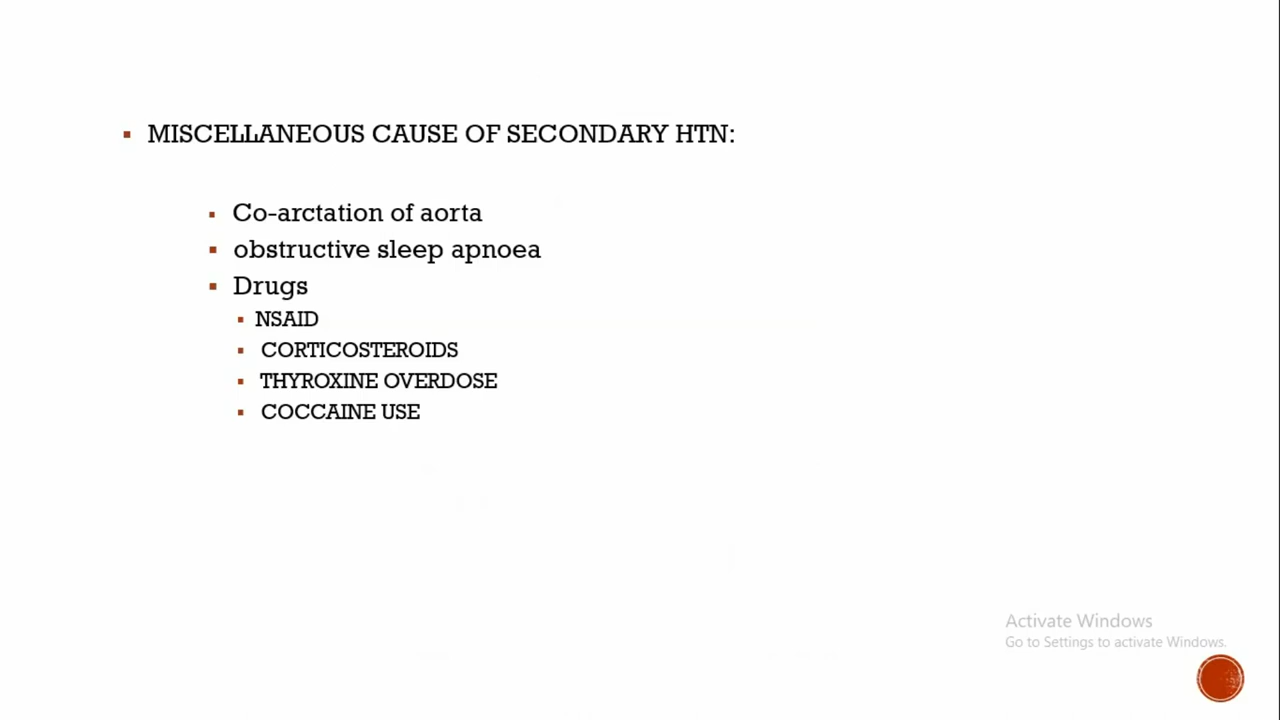 MISCELLANEOUS CAUSE OF SECONDARY HTN:
Co-arctation of aorta
obstructive sleep apnoea
Drugs
NSAID
CORTICOSTEROIDS
THYROXINE OVERDOSE
COCCAINE USE
Activate Windows
Go to Settings to activate Windows.